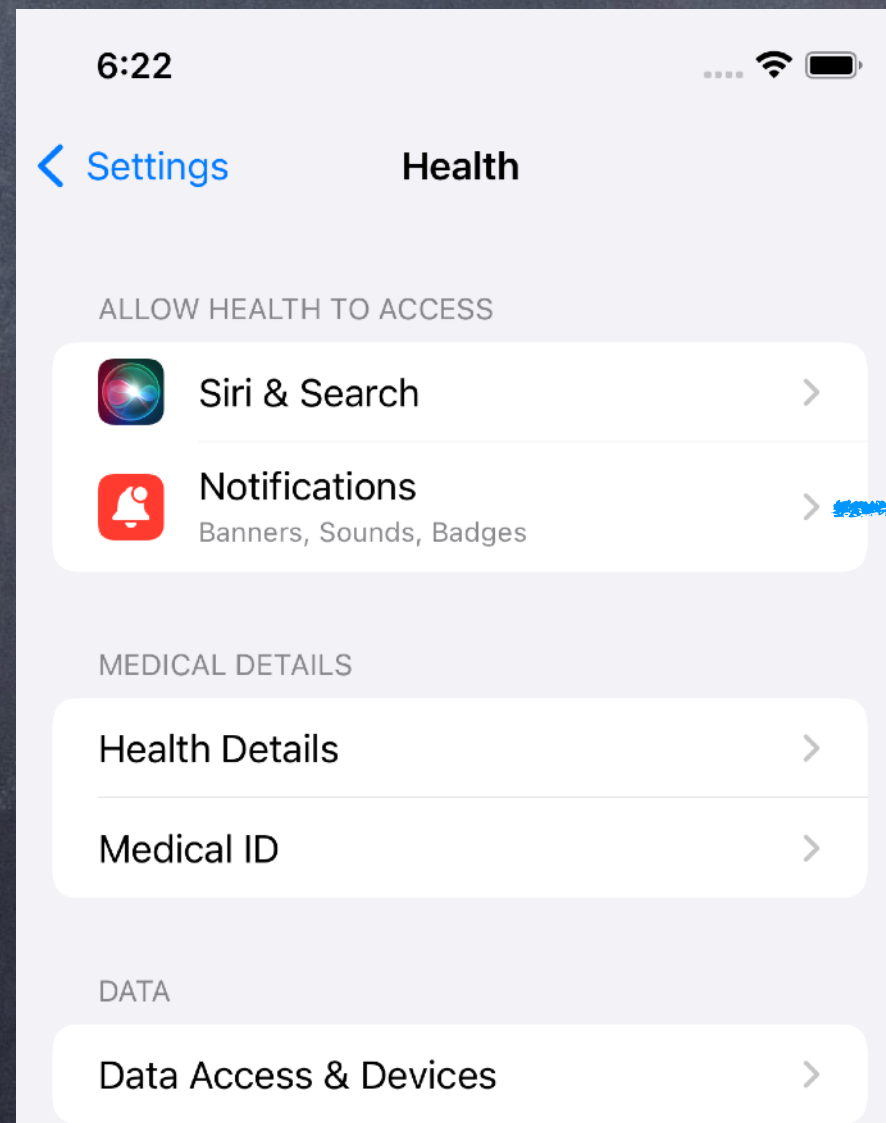 6:22
Settings
Health
ALLOW HEALTH TO ACCESS
Siri & Search
Notifications
Banners, Sounds, Badges
MEDICAL DETAILS
Health Details
Medical ID
DATA
Data Access & Devices